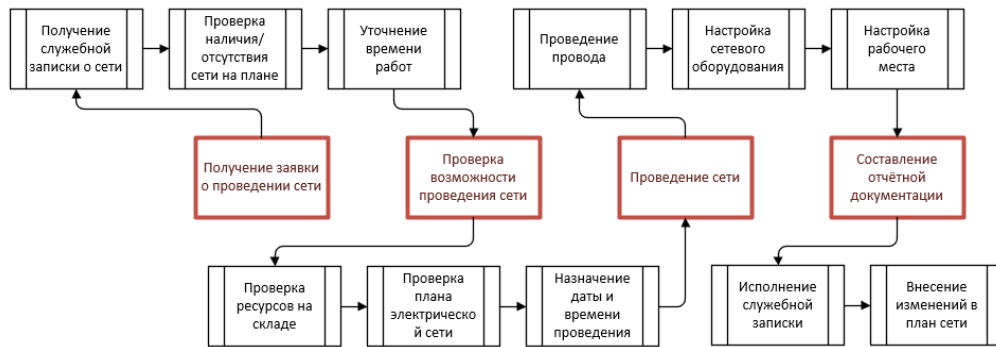 Получение
служебной
записки о сети
Проверка
наличия/
отсутствия
сети на плане
Уточнение
времени
работ
Проведение
провода
Настройка
сетевого
оборудования
Настройка
рабочего
места
Получение заявки
о проведении сети
Проверка
возможности
проведения сети
Проведение сети
Составление
отчётной
документации
Проверка
ресурсов на
складе
Проверка
плана
электрическо
й сети
Назначение
даты и
времени
проведения
Исполнение
служебной
записки
Внесение
изменений в
план сети